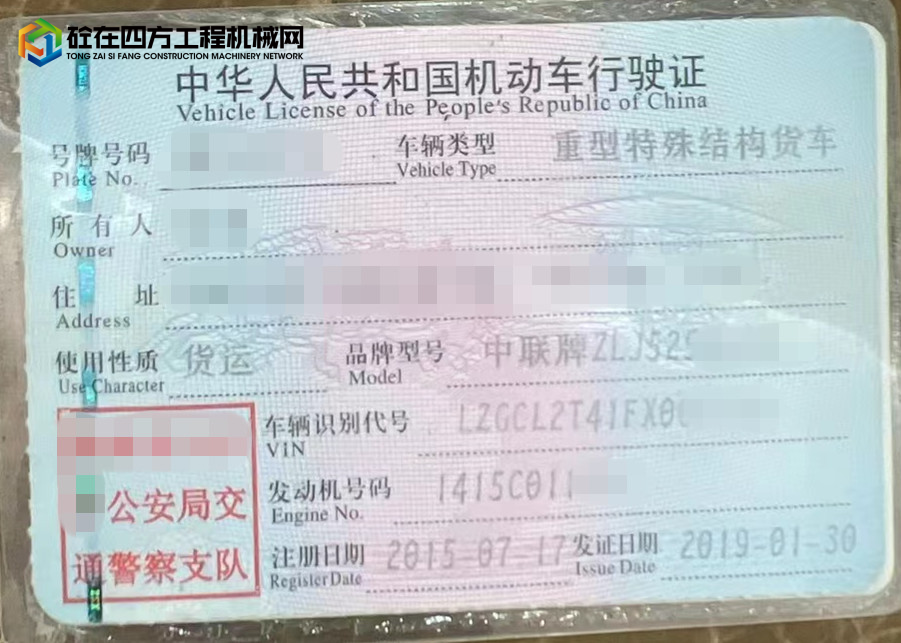 砼在四方工程机械网
TONG ZAI SI FANG CONSTRUCTION MACHINERY NETWORK
中华人民共和国机动车行驶证
Vehicle License of the People's Republic of China
号牌号码
Plate No.
车辆类型 重型特殊结构货车
Vehicle Type
所有人
Owner
住址
Address
使用性质 货运
Use Character
品牌型号 中联牌ZLJ52
Model
车辆识别代号 LZGCL2T41FX0
VIN
发动机号码 1415C011
Engine No.
注册日期 2015-07-17
Register Date
发证日期 2019-01-30
Issue Date
公安局交
通警察支队